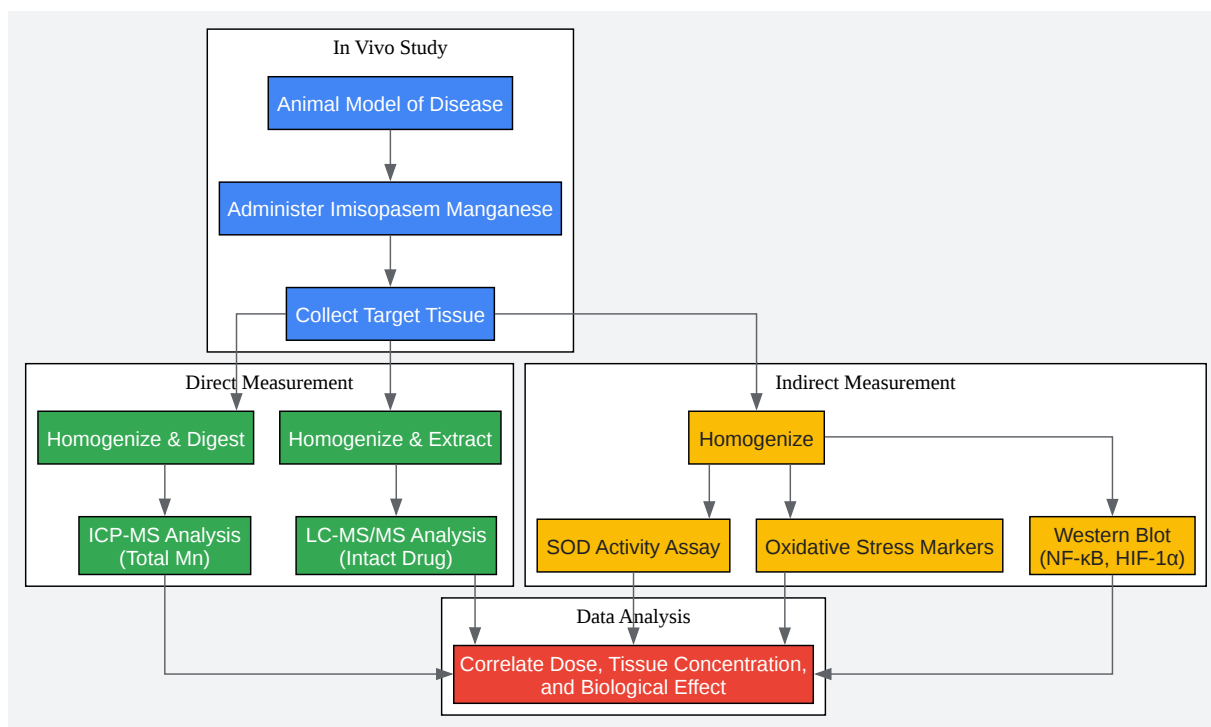 In Vivo Study
Animal Model of Disease
Administer Imisopasem Manganese
Collect Target Tissue
Direct Measurement
Indirect Measurement
Homogenize & Digest
Homogenize & Extract
Homogenize
ICP-MS Analysis
(Total Mn)
LC-MS/MS Analysis
(Intact Drug)
SOD Activity Assay
Oxidative Stress Markers
Western Blot
(NF-κB, HIF-1α)
Data Analysis
Correlate Dose, Tissue Concentration,
and Biological Effect